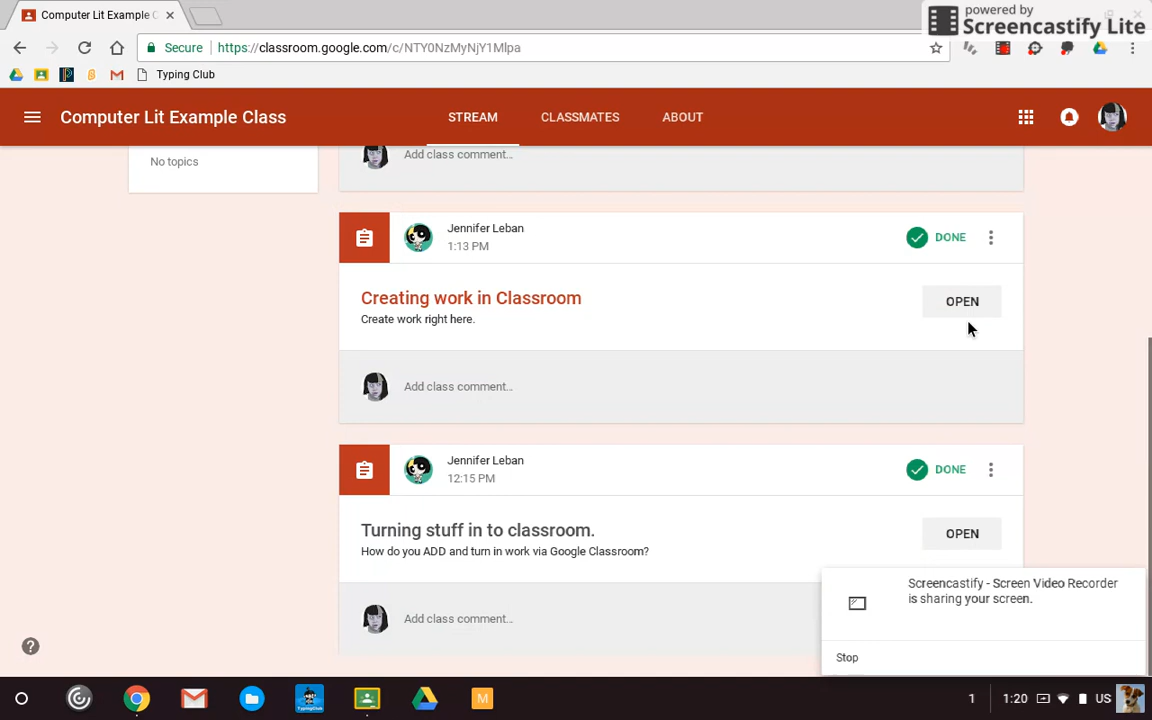 Computer Lit Example C
powered by
Screencastify Lite
Secure
https://classroom.google.com/c/NTY0NzMyNjY1Mlpa
Typing Club
Computer Lit Example Class
STREAM
CLASSMATES
ABOUT
No topics
Add class comment...
Jennifer Leban
1:13 PM
DONE
Creating work in Classroom
Create work right here.
OPEN
Add class comment...
Jennifer Leban
12:15 PM
DONE
Turning stuff in to classroom.
How do you ADD and turn in work via Google Classroom?
OPEN
Add class comment...
Screencastify - Screen Video Recorder
is sharing your screen.
Stop
?
TypingClub
M
1
1:20
US